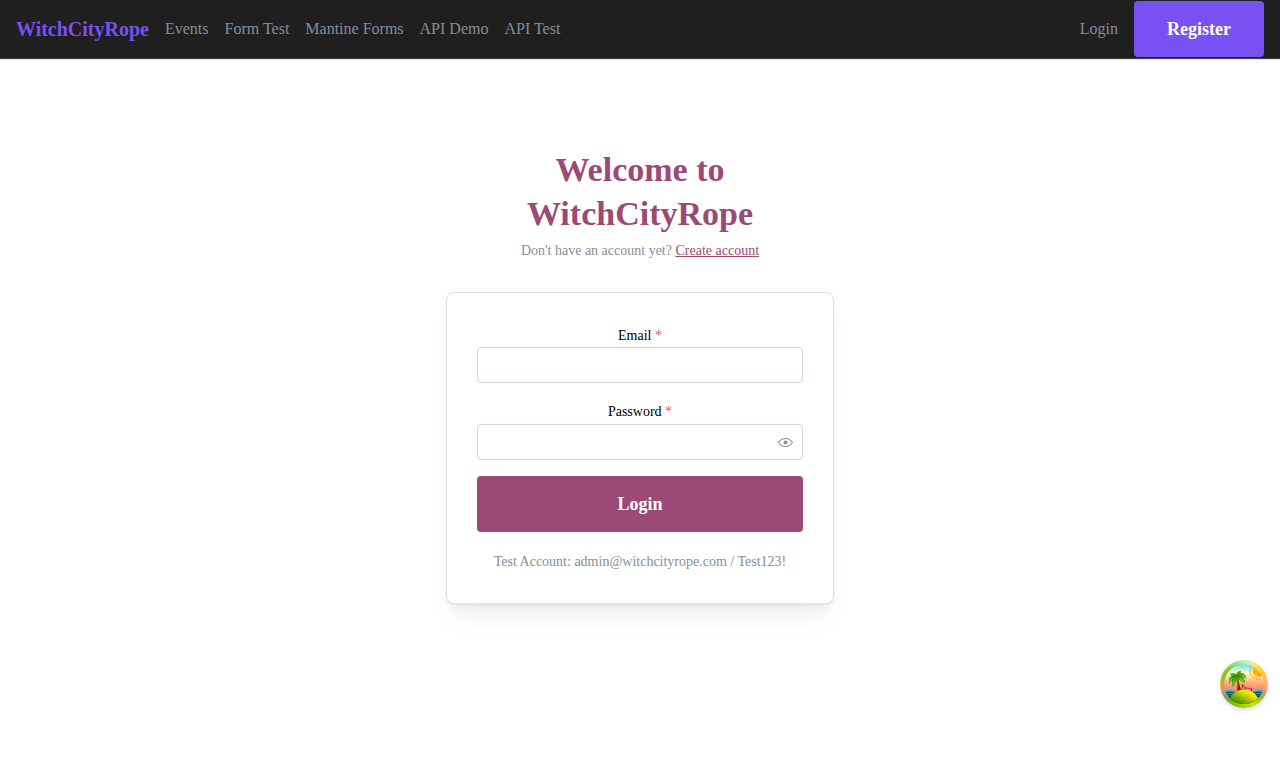 WitchCityRope Events Form Test Mantine Forms API Demo API Test Login Register
Welcome to
WitchCityRope
Don't have an account yet? Create account
Email *
Password *
Login
Test Account: admin@witchcityrope.com / Test123!